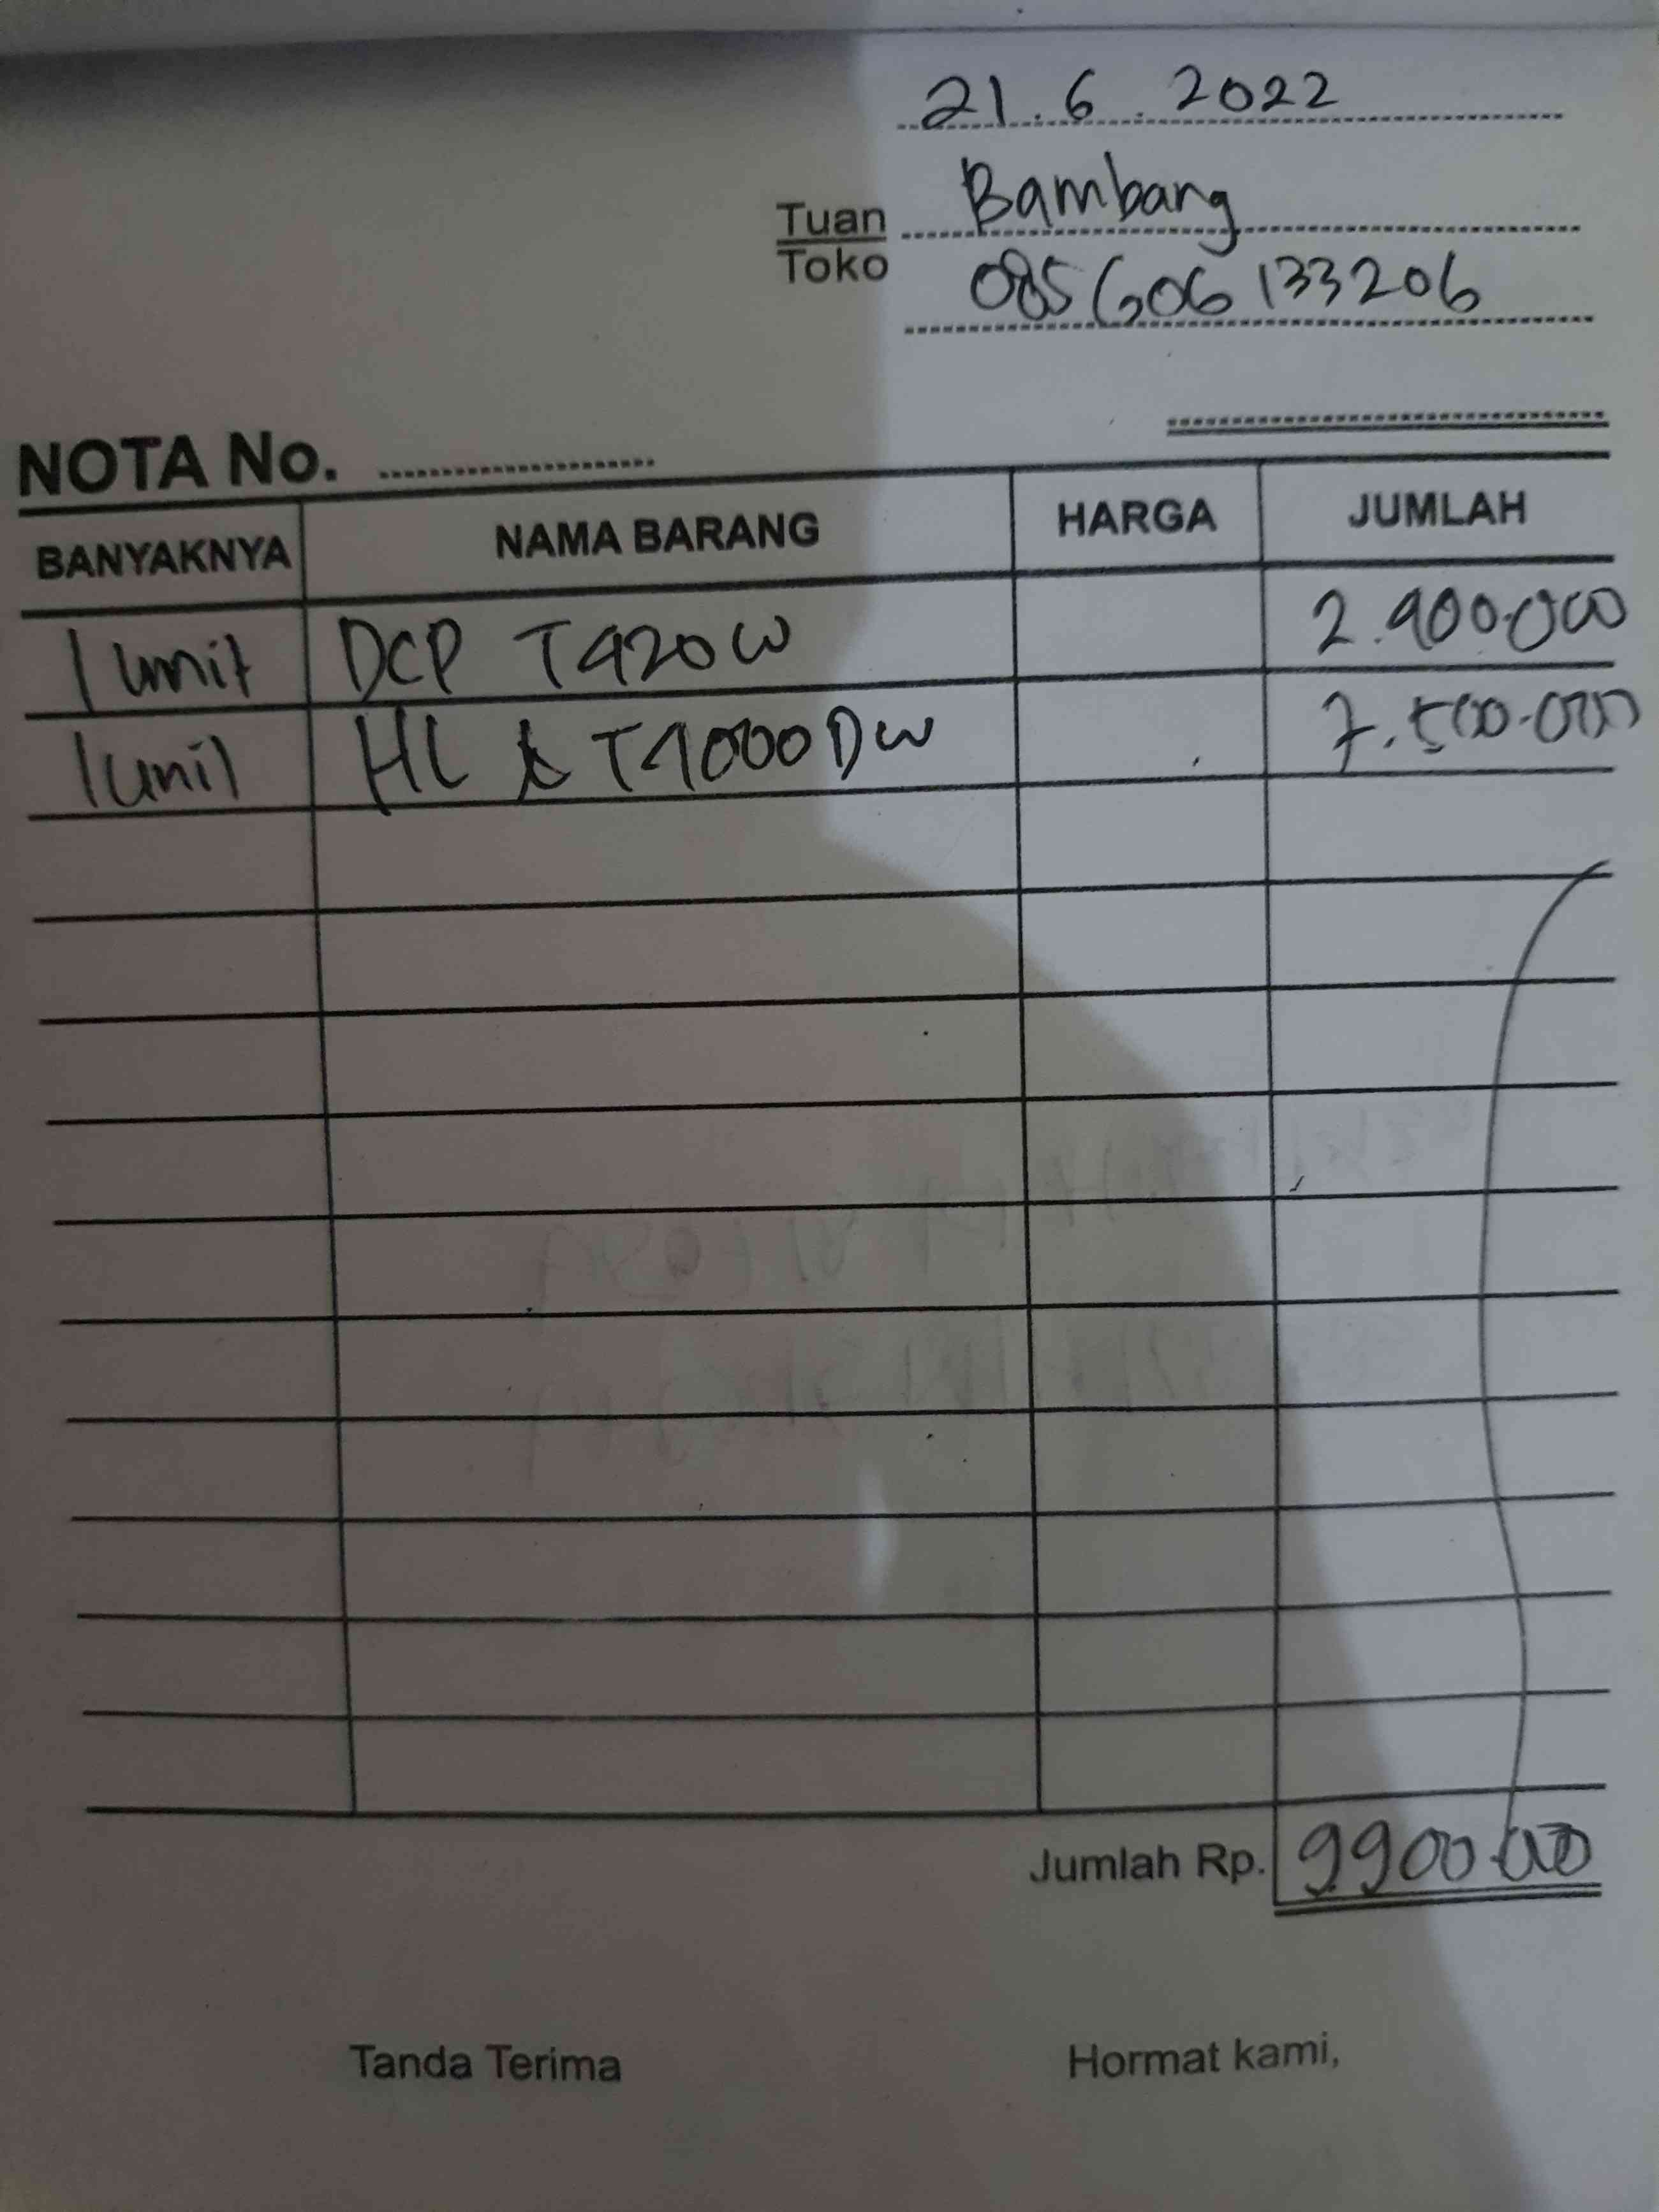 21.6.2022
Tuan Bambang
Toko 085606133206
NOTA No.
BANYAKNYA NAMA BARANG HARGA JUMLAH
1 unit DCP T420W 2.400.000
1 unit HL T4000DW 7.500.000
Jumlah Rp. 9900.000
Tanda Terima Hormat kami,